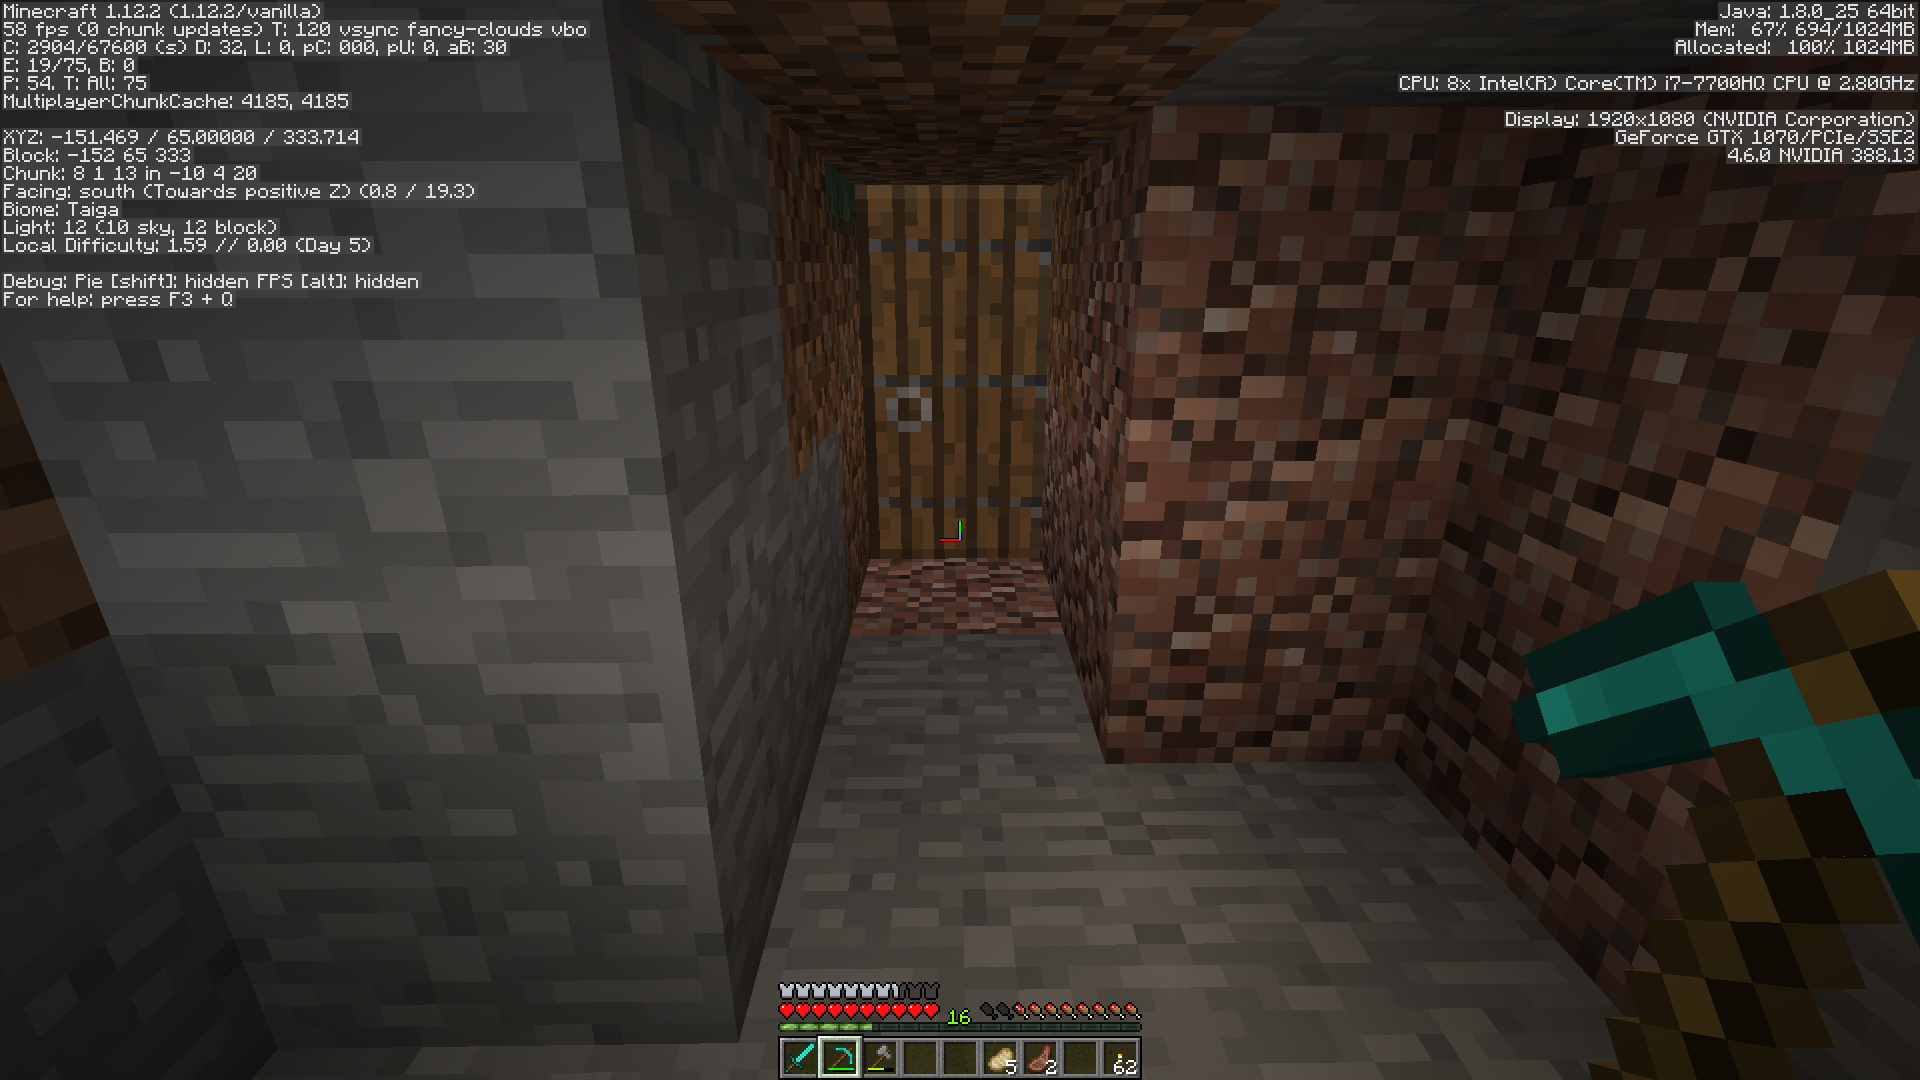 Minecraft 1.12.2 (1.12.2/vanilla)
58 fps (0 chunk updates) T: 120 vsync fancy-clouds vbo
C: 2904/67600 (s) D: 32, L: 0, pC: 000, pU: 0, aB: 30
E: 19/75, B: 0
P: 54. T: All: 75
MultiplayerChunkCache: 4185, 4185
XYZ: -151.469 / 65.00000 / 333.714
Block: -152 65 333
Chunk: 8 1 13 in -10 4 20
Facing: south (Towards positive Z) (0.8 / 19.3)
Biome: Taiga
Light: 12 (10 sky, 12 block)
Local Difficulty: 1.59 // 0.00 (Day 5)
Debug: Pie [shift]: hidden FPS [alt]: hidden
For help: press F3 + Q
Java: 1.8.0_25 64bit
Mem: 67% 694/1024MB
Allocated: 100% 1024MB
CPU: 8x Intel(R) Core(TM) i7-7700HQ CPU @ 2.80GHz
Display: 1920x1080 (NVIDIA Corporation)
GeForce GTX 1070/PCIe/SSE2
4.6.0 NVIDIA 388.13
16
5
2
62